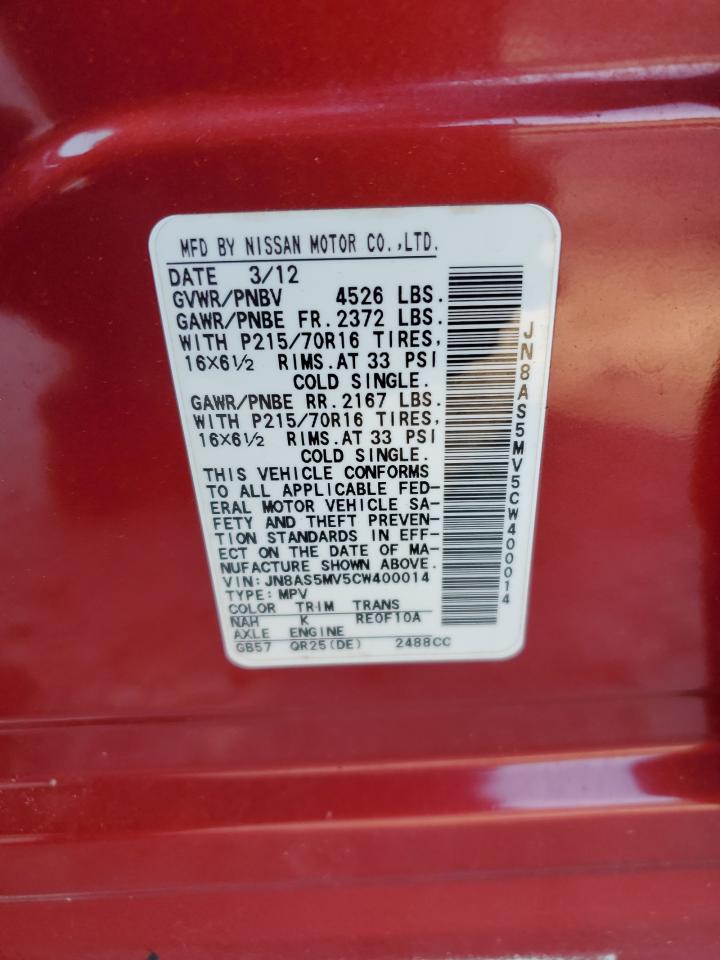 MFD BY NISSAN MOTOR CO.,LTD.
DATE 3/12
GVWR/PNBV 4526 LBS.
GAWR/PNBE FR.2372 LBS.
WITH P215/70R16 TIRES,
16X6½ RIMS.AT 33 PSI
COLD SINGLE.
GAWR/PNBE RR.2167 LBS.
WITH P215/70R16 TIRES,
16X6½ RIMS.AT 33 PSI
COLD SINGLE.
THIS VEHICLE CONFORMS
TO ALL APPLICABLE FED-
ERAL MOTOR VEHICLE SA-
FETY AND THEFT PREVEN-
TION STANDARDS IN EFF-
ECT ON THE DATE OF MA-
NUFACTURE SHOWN ABOVE.
VIN: JN8AS5MV5CW400014
TYPE: MPV
COLOR TRIM TRANS
NAH K RE0F10A
AXLE ENGINE
GB57 QR25(DE) 2488CC
JN8AS5MV5CW400014